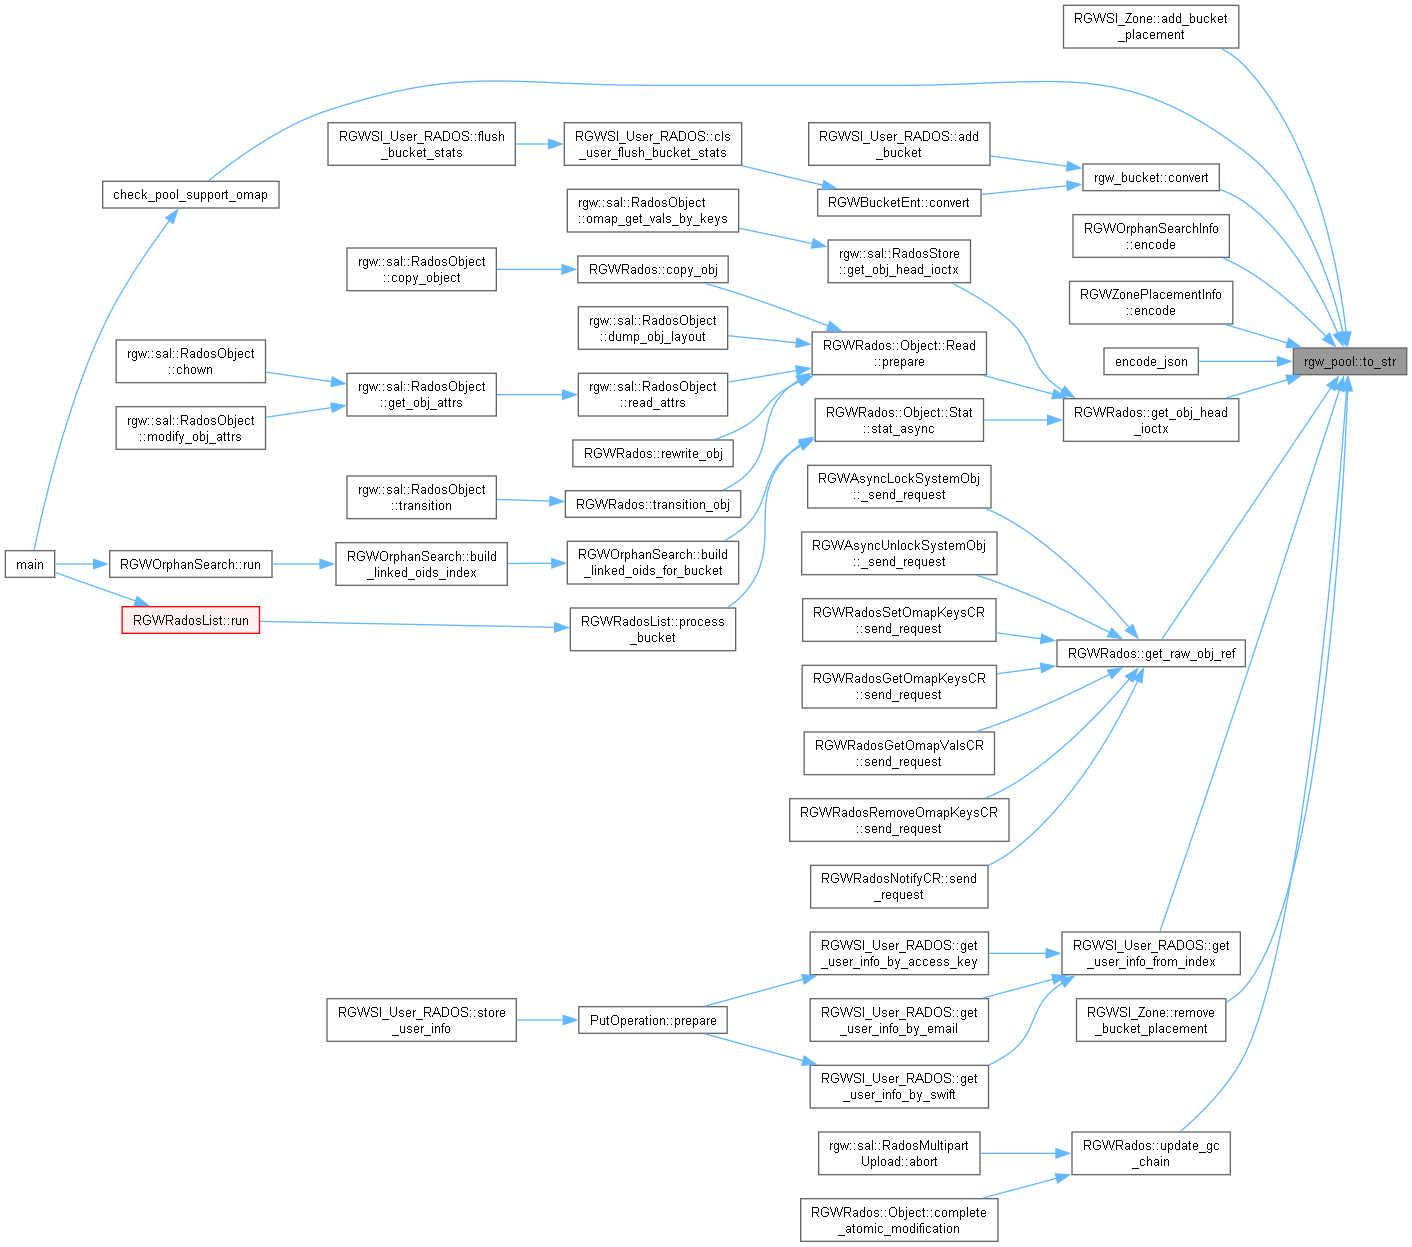 RGWSI_Zone::add_bucket
_placement
RGWSI_User_RADOS::flush
_bucket_stats
RGWSI_User_RADOS::cls
_user_flush_bucket_stats
RGWSI_User_RADOS::add
_bucket
rgw_bucket::convert
check_pool_support_omap
rgw::sal::RadosObject
::omap_get_vals_by_keys
RGWBucketEnt::convert
RGWOrphanSearchInfo
::encode
rgw::sal::RadosObject
::copy_object
RGWRados::copy_obj
rgw::sal::RadosStore
::get_obj_head_ioctx
RGWZonePlacementInfo
::encode
rgw::sal::RadosObject
::dump_obj_layout
RGWRados::Object::Read
::prepare
encode_json
rgw_pool::to_str
rgw::sal::RadosObject
::chown
rgw::sal::RadosObject
::get_obj_attrs
rgw::sal::RadosObject
::read_attrs
rgw::sal::RadosObject
::modify_obj_attrs
RGWRados::Object::Stat
::stat_async
RGWRados::get_obj_head
_ioctx
RGWRados::rewrite_obj
rgw::sal::RadosObject
::transition
RGWRados::transition_obj
RGWAsyncLockSystemObj
::_send_request
main
RGWOrphanSearch::run
RGWOrphanSearch::build
_linked_oids_index
RGWOrphanSearch::build
_linked_oids_for_bucket
RGWAsyncUnlockSystemObj
::_send_request
RGWRadosList::run
RGWRadosList::process
_bucket
RGWRadosSetOmapKeysCR
::send_request
RGWRados::get_raw_obj_ref
RGWRadosGetOmapKeysCR
::send_request
RGWRadosGetOmapValsCR
::send_request
RGWRadosRemoveOmapKeysCR
::send_request
RGWRadosNotifyCR::send
_request
RGWSI_User_RADOS::get
_user_info_by_access_key
RGWSI_User_RADOS::get
_user_info_from_index
RGWSI_User_RADOS::store
_user_info
PutOperation::prepare
RGWSI_User_RADOS::get
_user_info_by_email
RGWSI_Zone::remove
_bucket_placement
RGWSI_User_RADOS::get
_user_info_by_swift
rgw::sal::RadosMultipart
Upload::abort
RGWRados::update_gc
_chain
RGWRados::Object::complete
_atomic_modification